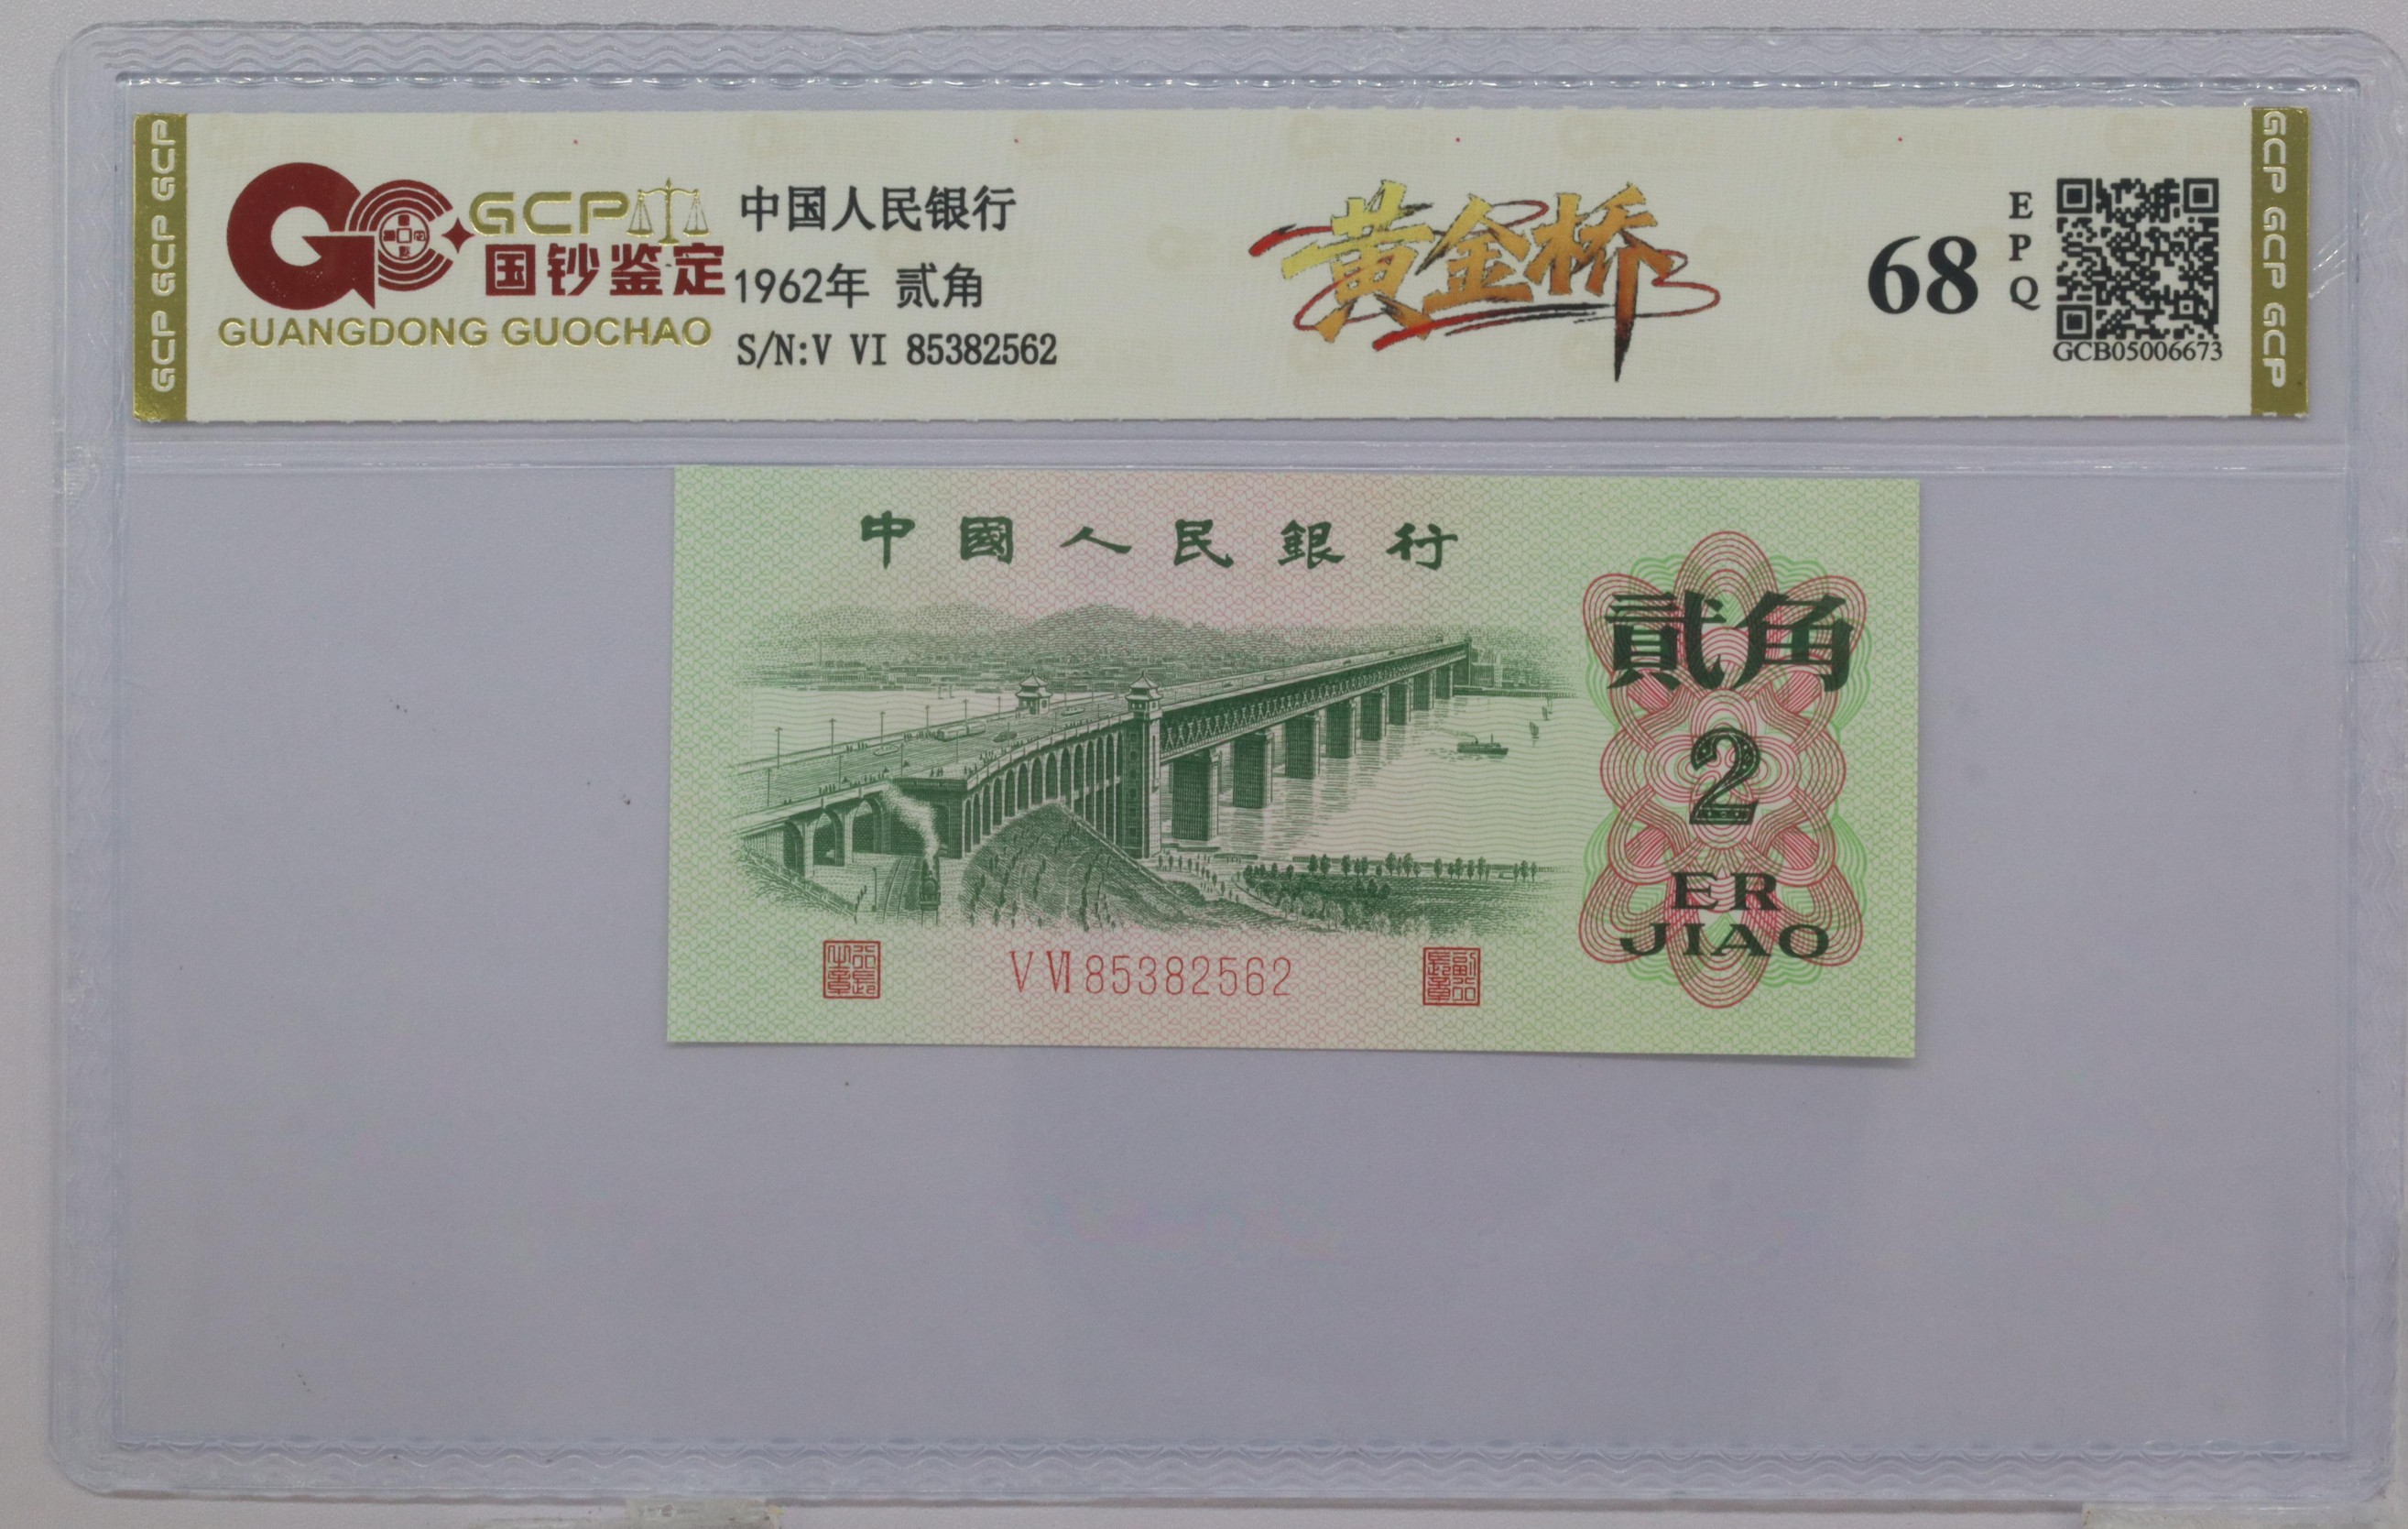 GCP GCP GCP
GCP
国钞鉴定
GUANGDONG GUOCHAO
中国人民银行
1962年 贰角
S/N:V VI 85382562
黄金桥
68
EPQ
GCB05006673
GCP GCP GCP
中國人民銀行
貳角
2
ER
JIAO
V VI 85382562